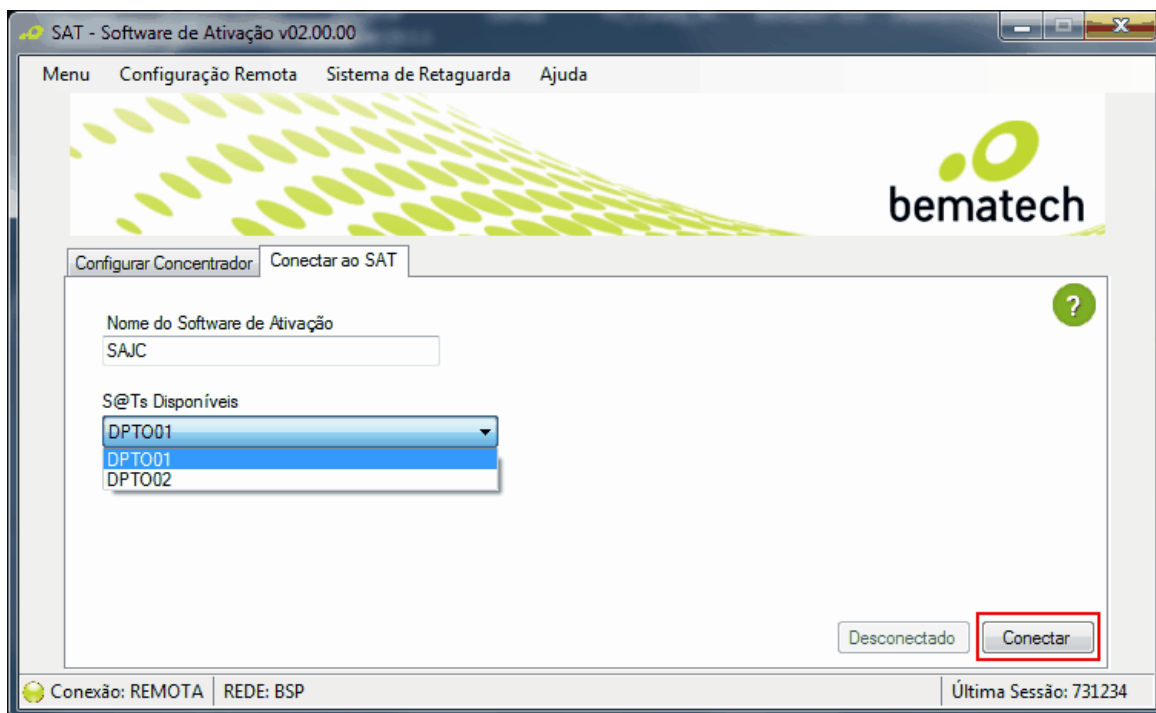 SAT - Software de Ativação v02.00.00
Menu Configuração Remota Sistema de Retaguarda Ajuda
bematech
Configurar Concentrador Conectar ao SAT
?
Nome do Software de Ativação
SAJC
S@Ts Disponíveis
DPTO01
DPTO01
DPTO02
Desconectado Conectar
Conexão: REMOTA REDE: BSP Última Sessão: 731234